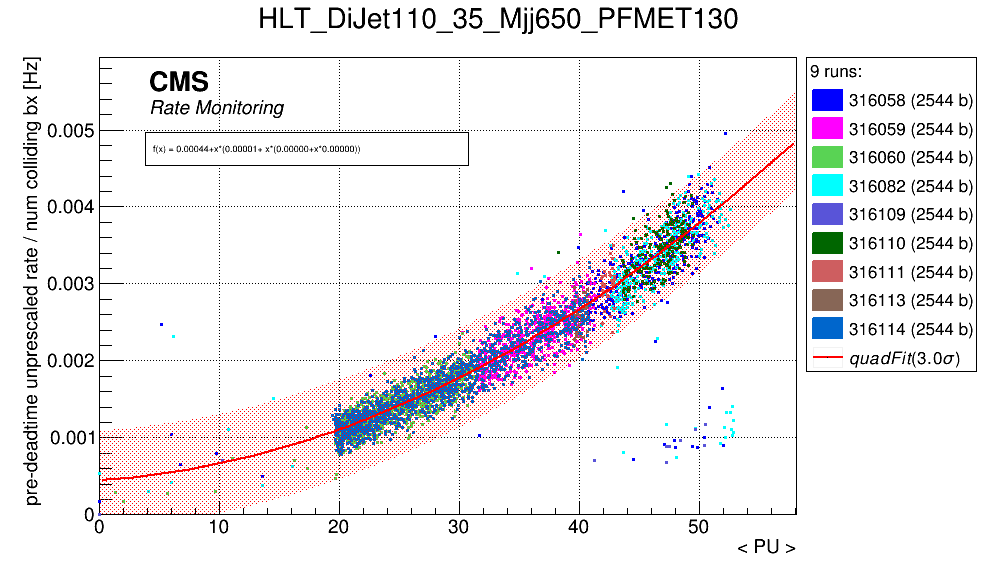 HLT_DiJet110_35_Mjj650_PFMET130
pre-deadtime unprescaled rate / num colliding bx [Hz]
CMS
Rate Monitoring
f(x) = 0.00044+x*(0.00001+ x*(0.00000+x*0.00000))
0.005
0.004
0.003
0.002
0.001
0
0 10 20 30 40 50
< PU >
9 runs:
316058 (2544 b)
316059 (2544 b)
316060 (2544 b)
316082 (2544 b)
316109 (2544 b)
316110 (2544 b)
316111 (2544 b)
316113 (2544 b)
316114 (2544 b)
quadFit(3.0σ)